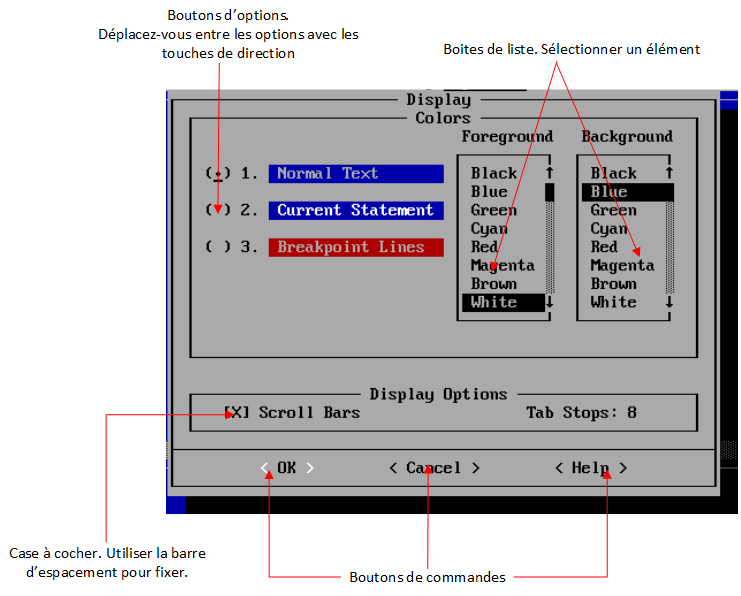 Boutons d'options.
Déplacez-vous entre les options avec les
touches de direction
Boites de liste. Sélectionner un élément
Display
Colors
Foreground Background
(•) 1. Normal Text
( ) 2. Current Statement
( ) 3. Breakpoint Lines
Black ↑
Blue
Green
Cyan
Red
Magenta
Brown
White ↓
Black ↑
Blue
Green
Cyan
Red
Magenta
Brown
White ↓
Display Options
[X] Scroll Bars Tab Stops: 8
< OK > < Cancel > < Help >
Case à cocher. Utiliser la barre
d'espacement pour fixer.
Boutons de commandes